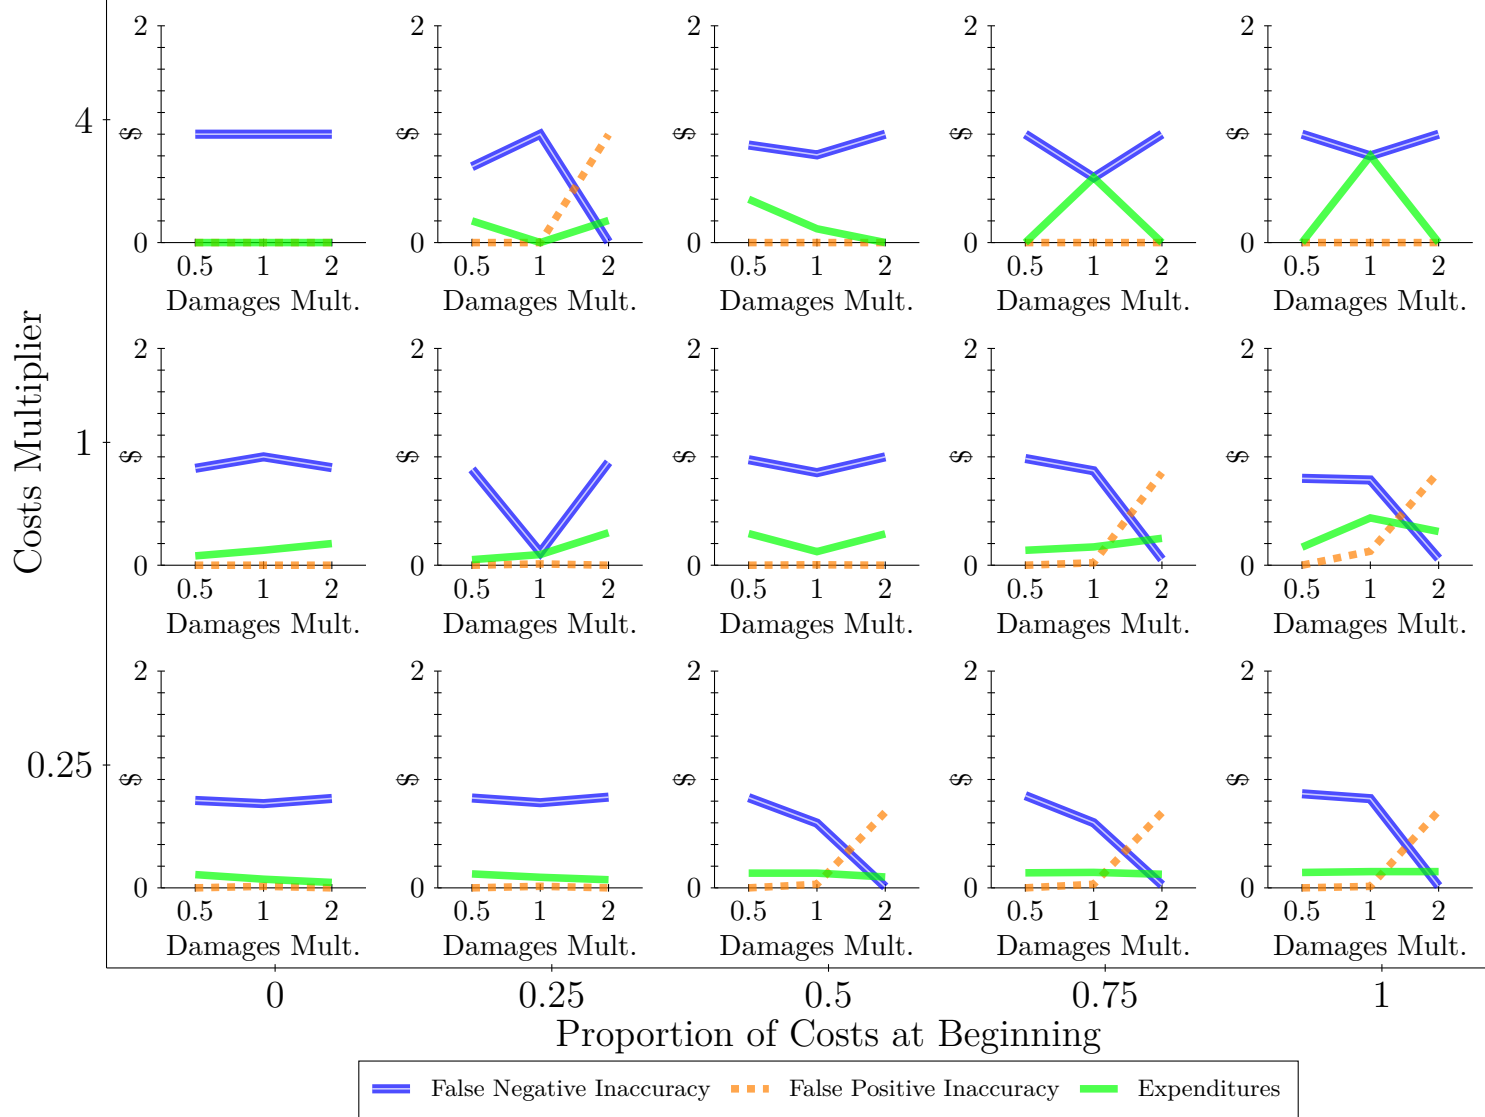 Costs Multiplier
4
1
0.25
2
$
0
0.5 1 2
Damages Mult.
2
$
0
0.5 1 2
Damages Mult.
2
$
0
0.5 1 2
Damages Mult.
2
$
0
0.5 1 2
Damages Mult.
2
$
0
0.5 1 2
Damages Mult.
2
$
0
0.5 1 2
Damages Mult.
2
$
0
0.5 1 2
Damages Mult.
2
$
0
0.5 1 2
Damages Mult.
2
$
0
0.5 1 2
Damages Mult.
2
$
0
0.5 1 2
Damages Mult.
2
$
0
0.5 1 2
Damages Mult.
2
$
0
0.5 1 2
Damages Mult.
2
$
0
0.5 1 2
Damages Mult.
2
$
0
0.5 1 2
Damages Mult.
2
$
0
0.5 1 2
Damages Mult.
0 0.25 0.5 0.75 1
Proportion of Costs at Beginning
False Negative Inaccuracy False Positive Inaccuracy Expenditures